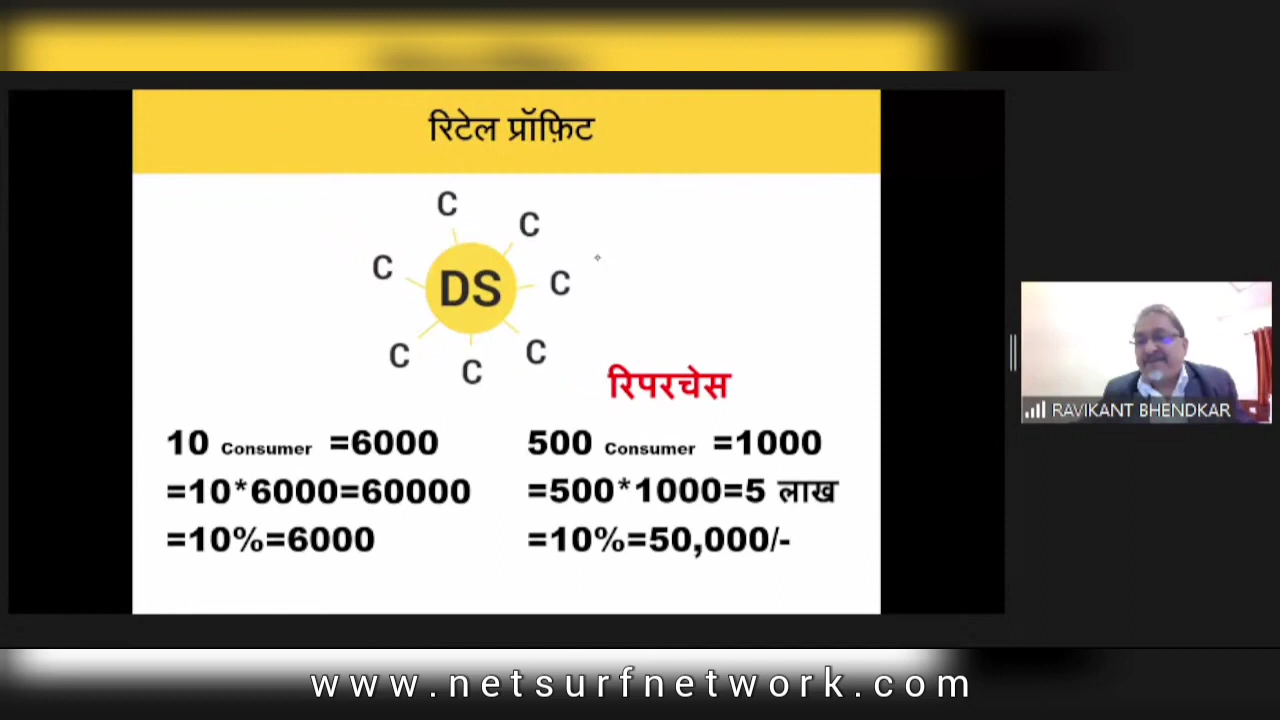 रिटेल प्रॉफ़िट
C
C
C
DS
C
C
C
C
रिपरचेस
10 Consumer =6000
=10*6000=60000
=10%=6000
500 Consumer =1000
=500*1000=5 लाख
=10%=50,000/-
RAVIKANT BHENDKAR
www.netsurfnetwork.com